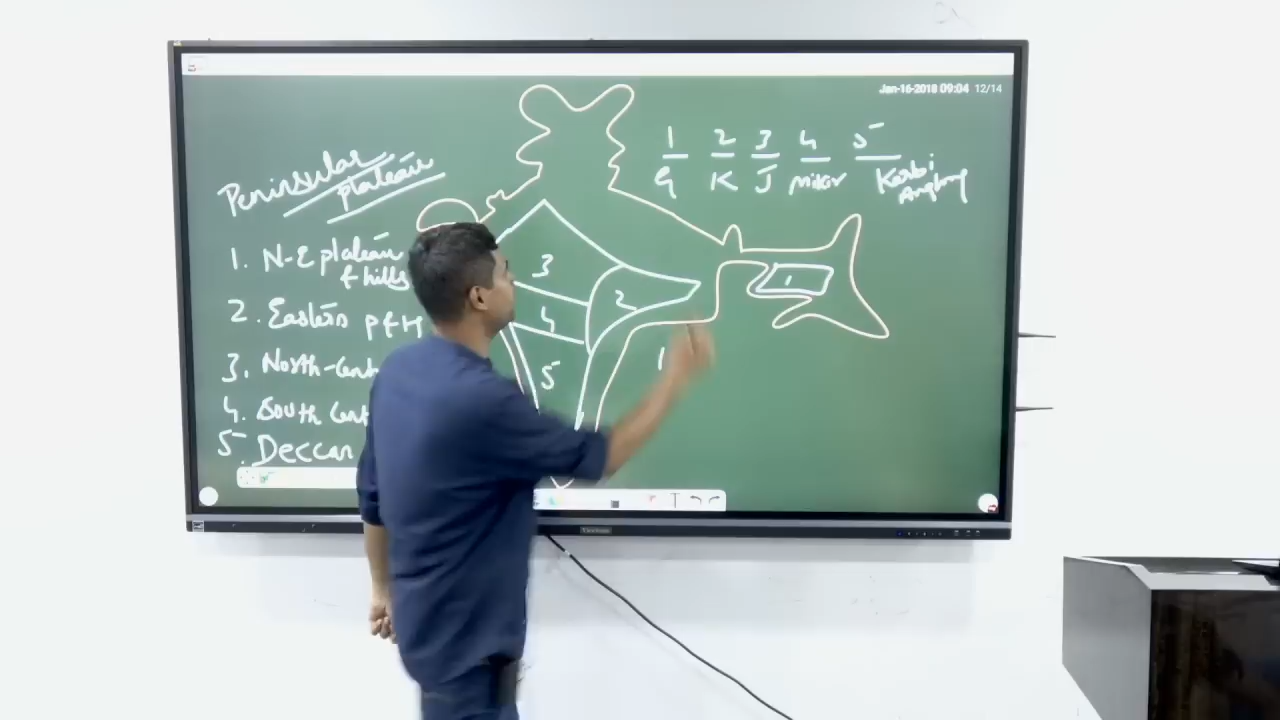 Jan-16-2018 09:04 12/14
1 2 3 4 5
G K J Mikir Karbi
Anglong
Peninsular
plateau
1. N-E plateau
& hills
2. Eastern p & H
3. North-Cent
4. South Cent
5 Deccan
3
2
4
5
1
1
ViewSonic